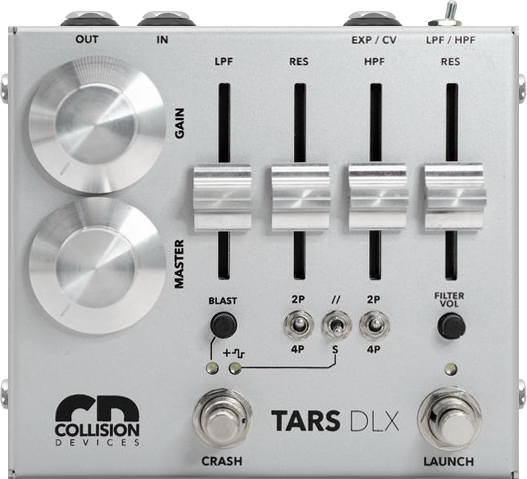 OUT
IN
EXP / CV
LPF / HPF
LPF
RES
HPF
RES
GAIN
MASTER
BLAST
2P
//
2P
FILTER
VOL
4P
S
4P
+
CD
COLLISION
DEVICES
TARS DLX
CRASH
LAUNCH